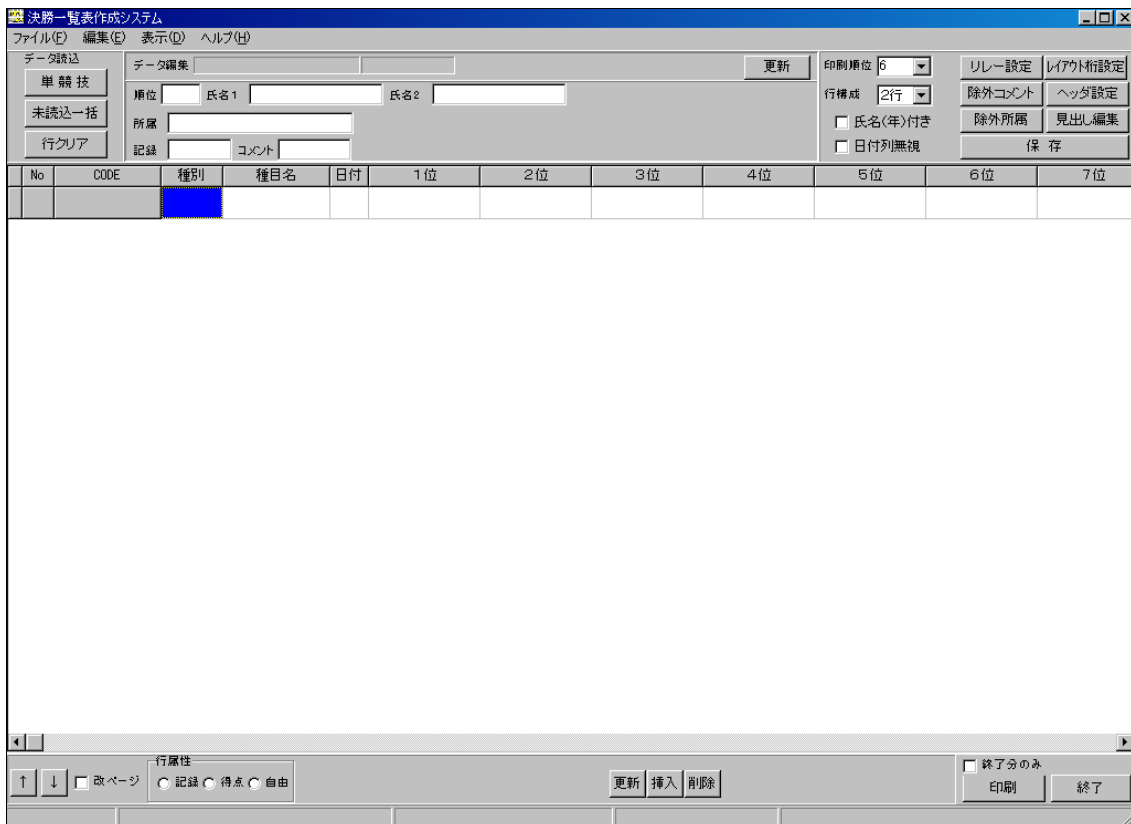 決勝一覧表作成システム
ファイル(F) 編集(E) 表示(D) ヘルプ(H)
データ読込
単競技
未読込一括
行クリア
データ編集
更新
順位 氏名1 氏名2
所属
記録 コメント
印刷順位 6
行構成 2行
氏名(年)付き
日付列無視
リレー設定 レイアウト桁設定
除外コメント ヘッダ設定
除外所属 見出し編集
保 存
No CODE 種別 種目名 日付 1位 2位 3位 4位 5位 6位 7位
↑ ↓ 改ページ
行属性
記録 得点 自由
更新 挿入 削除
終了分のみ
印刷 終了